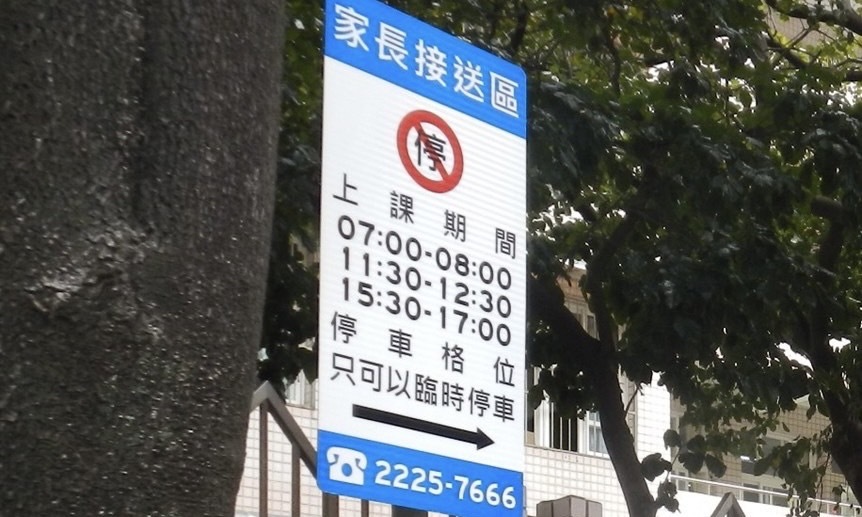 家長接送區
停
上課期間
07:00-08:00
11:30-12:30
15:30-17:00
停車格位
只可以臨時停車
2225-7666